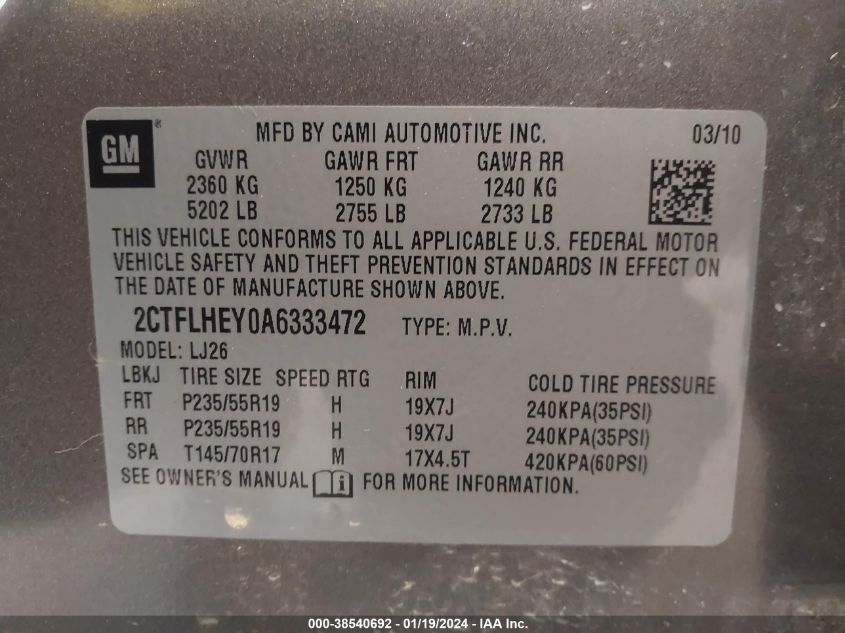 GM®
MFD BY CAMI AUTOMOTIVE INC. 03/10
GVWR GAWR FRT GAWR RR
2360 KG 1250 KG 1240 KG
5202 LB 2755 LB 2733 LB
THIS VEHICLE CONFORMS TO ALL APPLICABLE U.S. FEDERAL MOTOR
VEHICLE SAFETY AND THEFT PREVENTION STANDARDS IN EFFECT ON
THE DATE OF MANUFACTURE SHOWN ABOVE.
2CTFLHEY0A6333472 TYPE: M.P.V.
MODEL: LJ26
LBKJ TIRE SIZE SPEED RTG RIM COLD TIRE PRESSURE
FRT P235/55R19 H 19X7J 240KPA(35PSI)
RR P235/55R19 H 19X7J 240KPA(35PSI)
SPA T145/70R17 M 17X4.5T 420KPA(60PSI)
SEE OWNER'S MANUAL i FOR MORE INFORMATION.
000-38540692 - 01/19/2024 - IAA Inc.